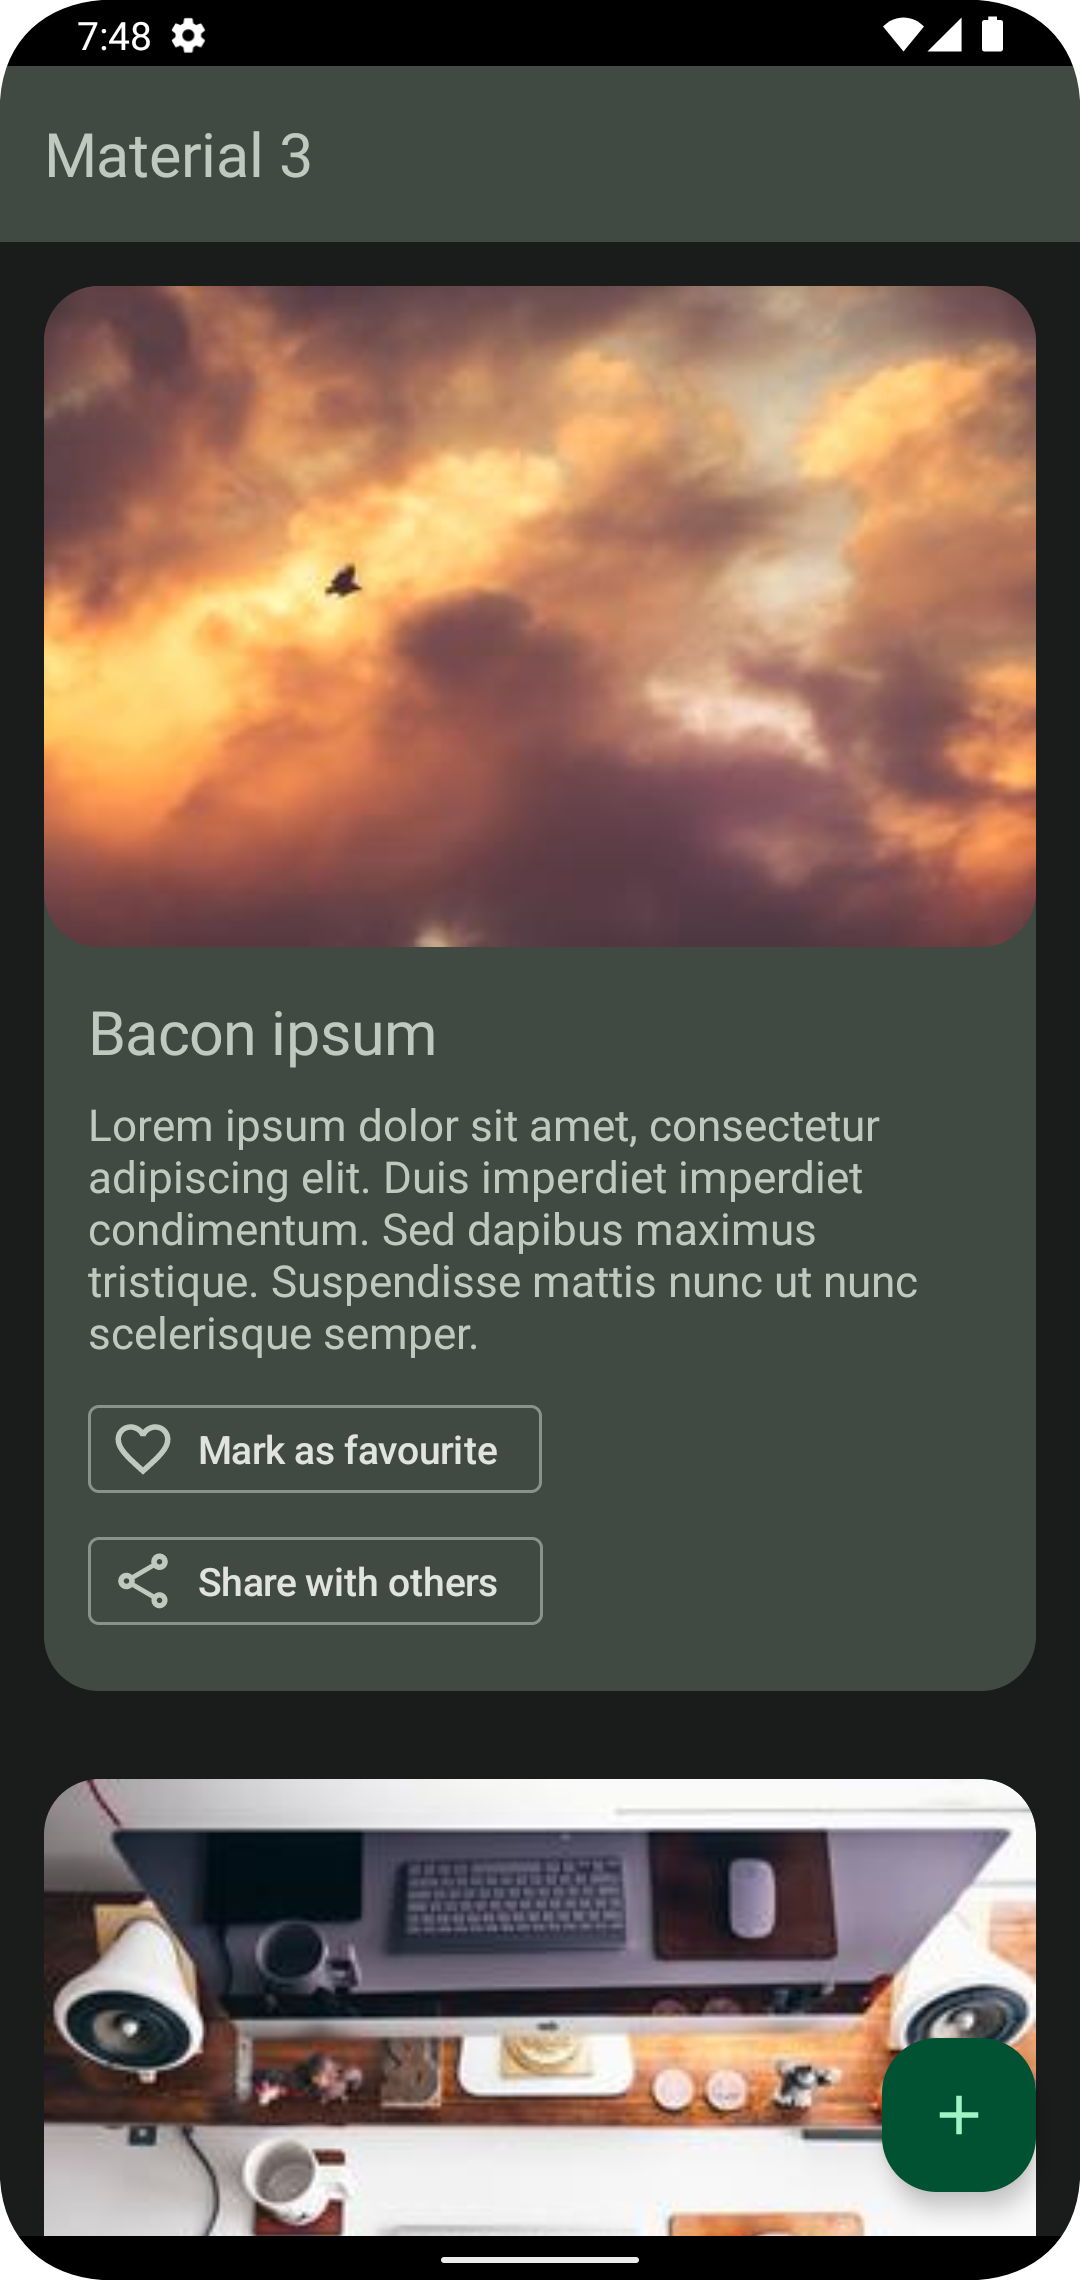 7:48
Material 3
Bacon ipsum
Lorem ipsum dolor sit amet, consectetur
adipiscing elit. Duis imperdiet imperdiet
condimentum. Sed dapibus maximus
tristique. Suspendisse mattis nunc ut nunc
scelerisque semper.
Mark as favourite
Share with others